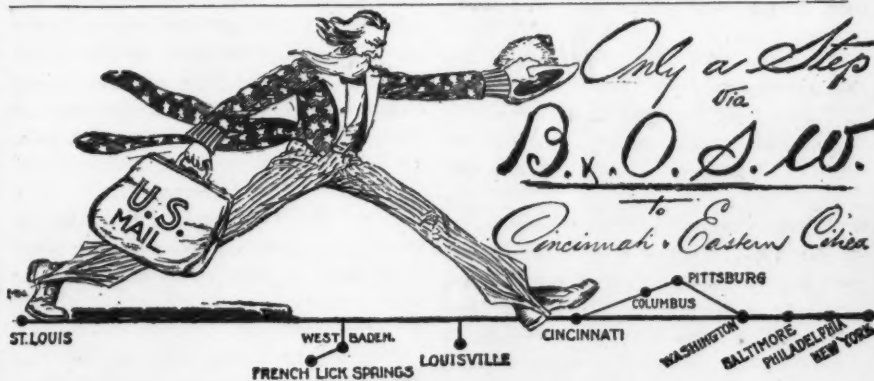 Only a Step
Via
B. & O. S. W.
to
Cincinnati & Eastern Cities
U.S.
MAIL
PITTSBURG
COLUMBUS
ST. LOUIS
WEST BADEN.
FRENCH LICK SPRINGS
LOUISVILLE
CINCINNATI
WASHINGTON
BALTIMORE
PHILADELPHIA
NEW YORK